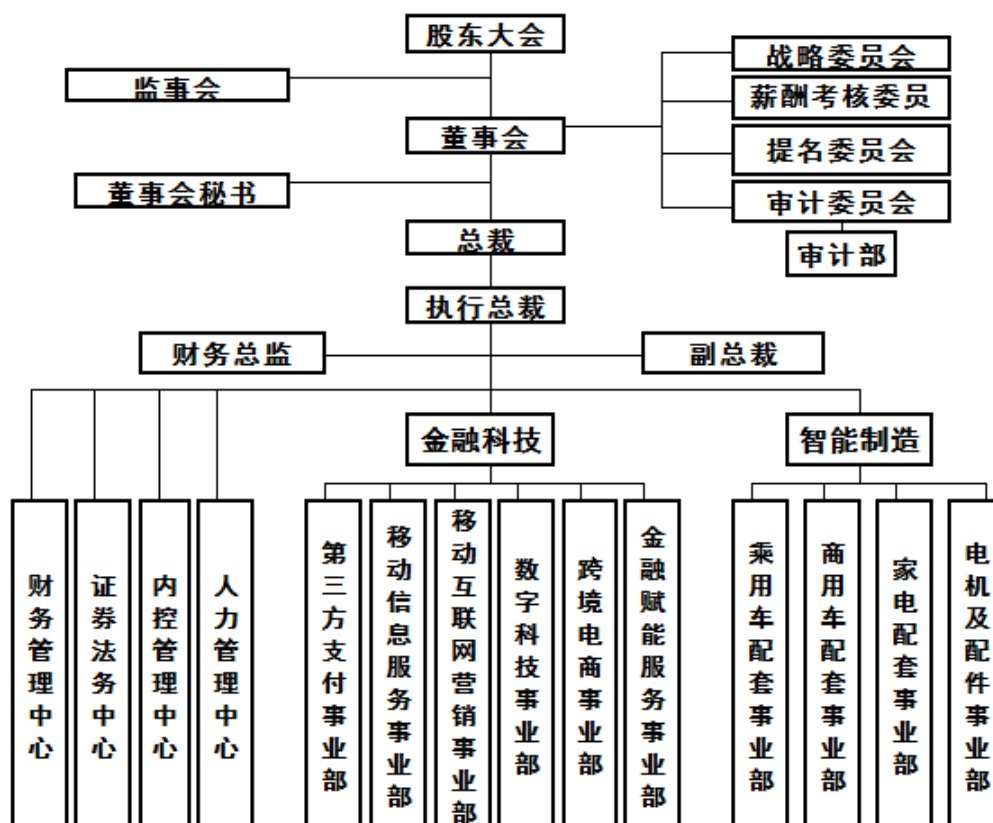 股东大会
监事会
战略委员会
薪酬考核委员
董事会
提名委员会
董事会秘书
审计委员会
总裁
审计部
执行总裁
财务总监
副总裁
金融科技
智能制造
财务管理中心
证券法务中心
内控管理中心
人力管理中心
第三方支付事业部
移动信息服务事业部
移动互联网营销事业部
数字科技事业部
跨境电商事业部
金融赋能服务事业部
乘用车配套事业部
商用车配套事业部
家电配套事业部
电机及配件事业部